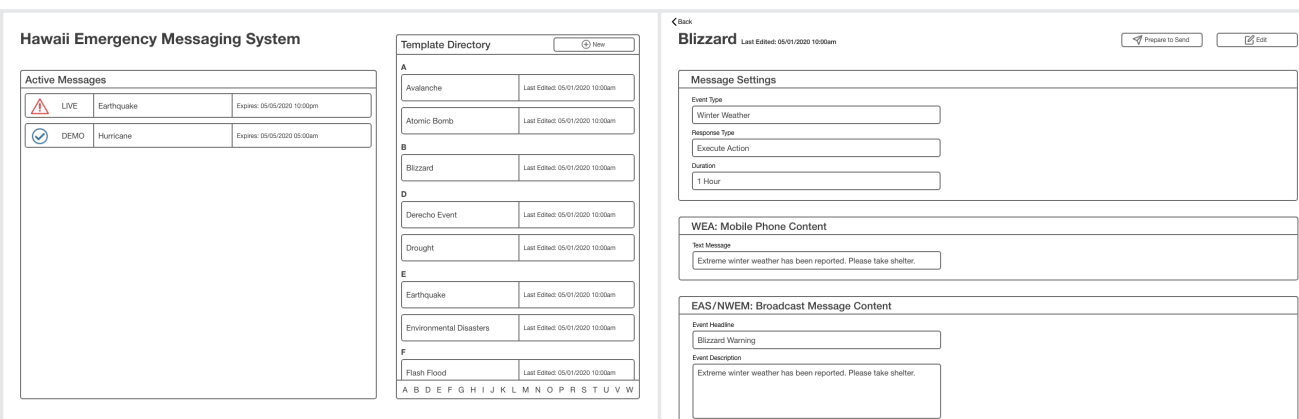 Hawaii Emergency Messaging System
Active Messages
LIVE Earthquake Expires: 05/05/2020 10:00pm
DEMO Hurricane Expires: 05/05/2020 05:00am
Template Directory New
A
Avalanche Last Edited: 05/01/2020 10:00am
Atomic Bomb Last Edited: 05/01/2020 10:00am
B
Blizzard Last Edited: 05/01/2020 10:00am
D
Derecho Event Last Edited: 05/01/2020 10:00am
Drought Last Edited: 05/01/2020 10:00am
E
Earthquake Last Edited: 05/01/2020 10:00am
Environmental Disasters Last Edited: 05/01/2020 10:00am
F
Flash Flood Last Edited: 05/01/2020 10:00am
A B D E F G H I J K L M N O P R S T U V W
Back
Blizzard Last Edited: 05/01/2020 10:00am Prepare to Send Edit
Message Settings
Event Type
Winter Weather
Response Type
Execute Action
Duration
1 Hour
WEA: Mobile Phone Content
Text Message
Extreme winter weather has been reported. Please take shelter.
EAS/NWEM: Broadcast Message Content
Event Headline
Blizzard Warning
Event Description
Extreme winter weather has been reported. Please take shelter.